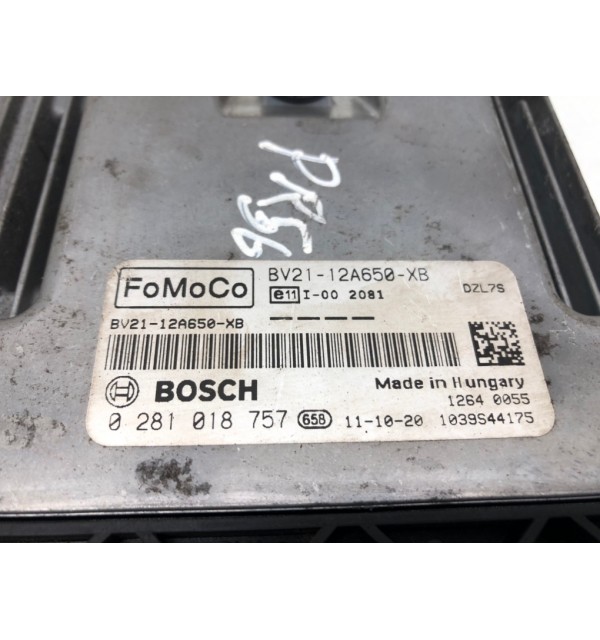 PR56
FoMoCo BV21-12A650-XB
e11 I-00 2081 DZL7S
BV21-12A650-XB
BOSCH Made in Hungary
1264 0055
0 281 018 757 658 11-10-20 1039S44175